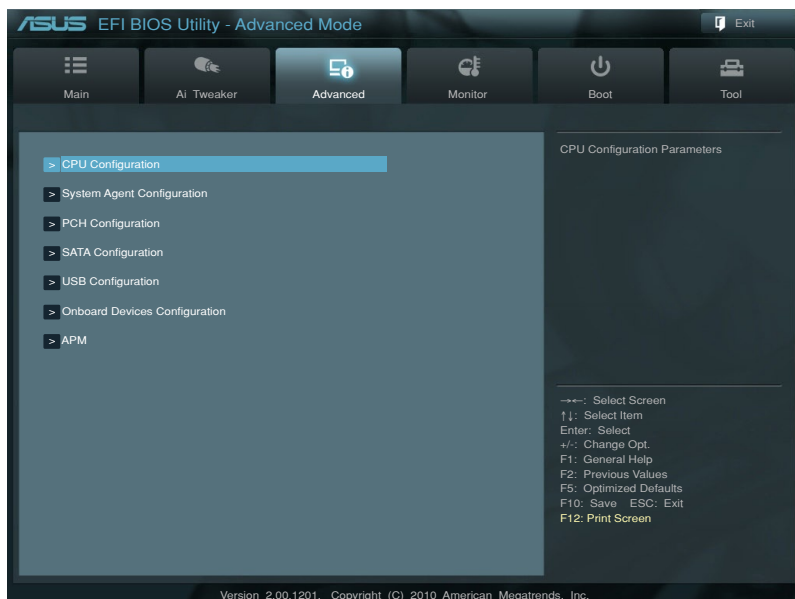 ASUS EFI BIOS Utility - Advanced Mode
Exit
Main
Ai Tweaker
Advanced
Monitor
Boot
Tool
> CPU Configuration
> System Agent Configuration
> PCH Configuration
> SATA Configuration
> USB Configuration
> Onboard Devices Configuration
> APM
CPU Configuration Parameters
→←: Select Screen
↑↓: Select Item
Enter: Select
+/-: Change Opt.
F1: General Help
F2: Previous Values
F5: Optimized Defaults
F10: Save ESC: Exit
F12: Print Screen
Version 2.00.1201. Copyright (C) 2010 American Megatrends, Inc.